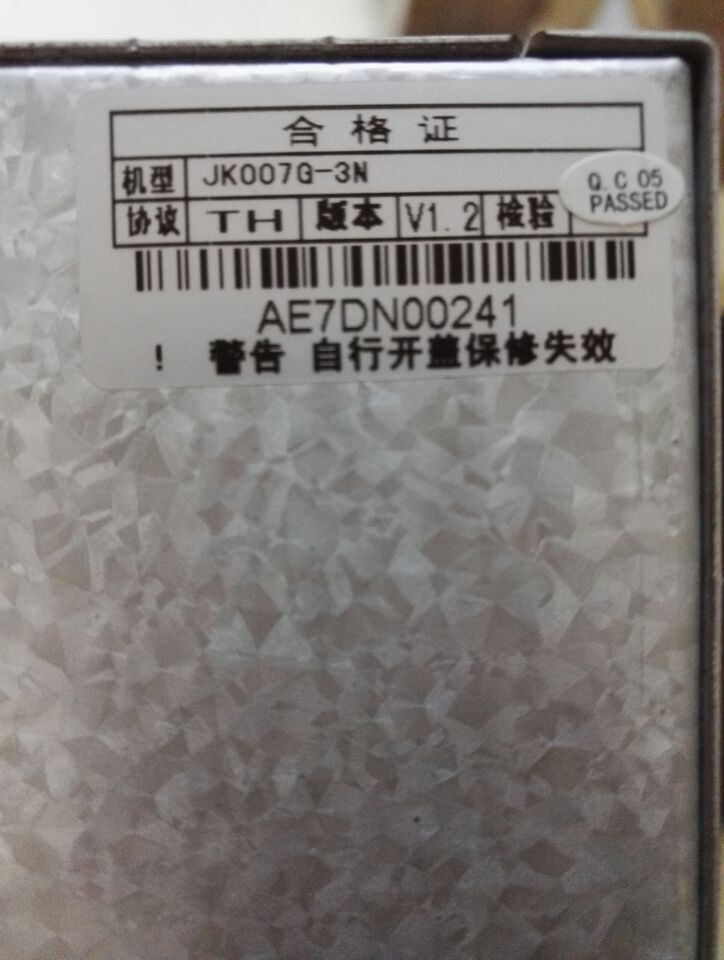 合格证
机型 JK007G-3N
Q.C 05
PASSED
协议 TH 版本 V1.2 检验
AE7DN00241
! 警告 自行开盖保修失效